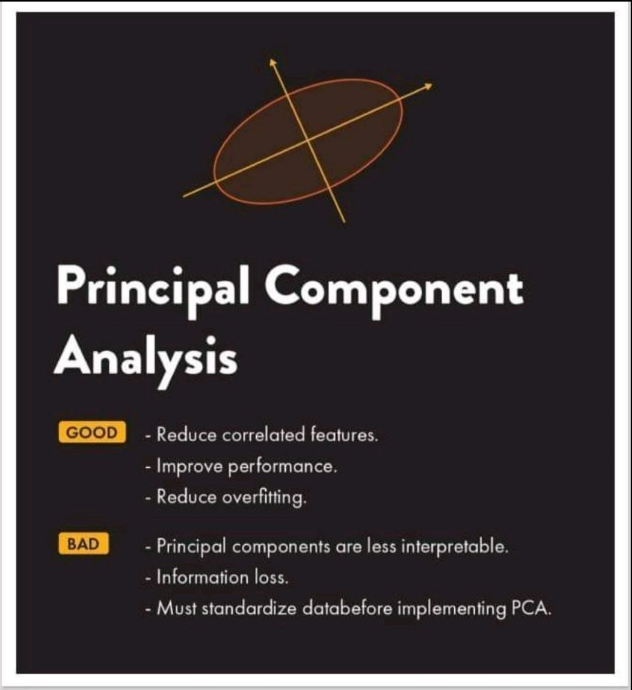 Principal Component
Analysis
GOOD
- Reduce correlated features.
- Improve performance.
- Reduce overfitting.
BAD
- Principal components are less interpretable.
- Information loss.
- Must standardize databefore implementing PCA.